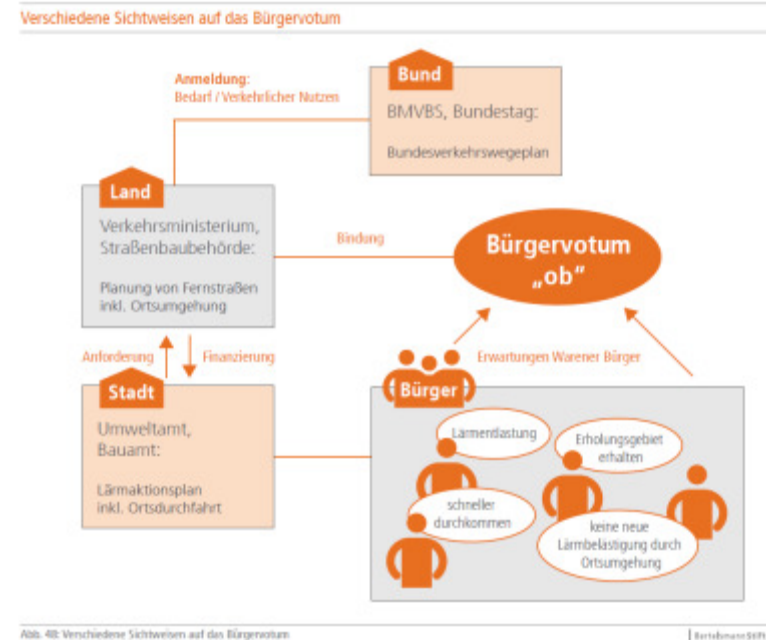 Verschiedene Sichtweisen auf das Bürgervotum
Anmeldung:
Bedarf / Verkehrlicher Nutzen
Bund
BMVBS, Bundestag:
Bundesverkehrswegeplan
Land
Verkehrsministerium,
Straßenbaubehörde:
Planung von Fernstraßen
inkl. Ortsumgehung
Bindung
Bürgervotum
„ob“
Anforderung
Finanzierung
Erwartungen Warener Bürger
Stadt
Umweltamt,
Bauamt:
Lärmaktionsplan
inkl. Ortsdurchfahrt
Bürger
Lärmentlastung
Erholungsgebiet
erhalten
schneller
durchkommen
keine neue
Lärmbelästigung durch
Ortsumgehung
Abb. 48: Verschiedene Sichtweisen auf das Bürgervotum